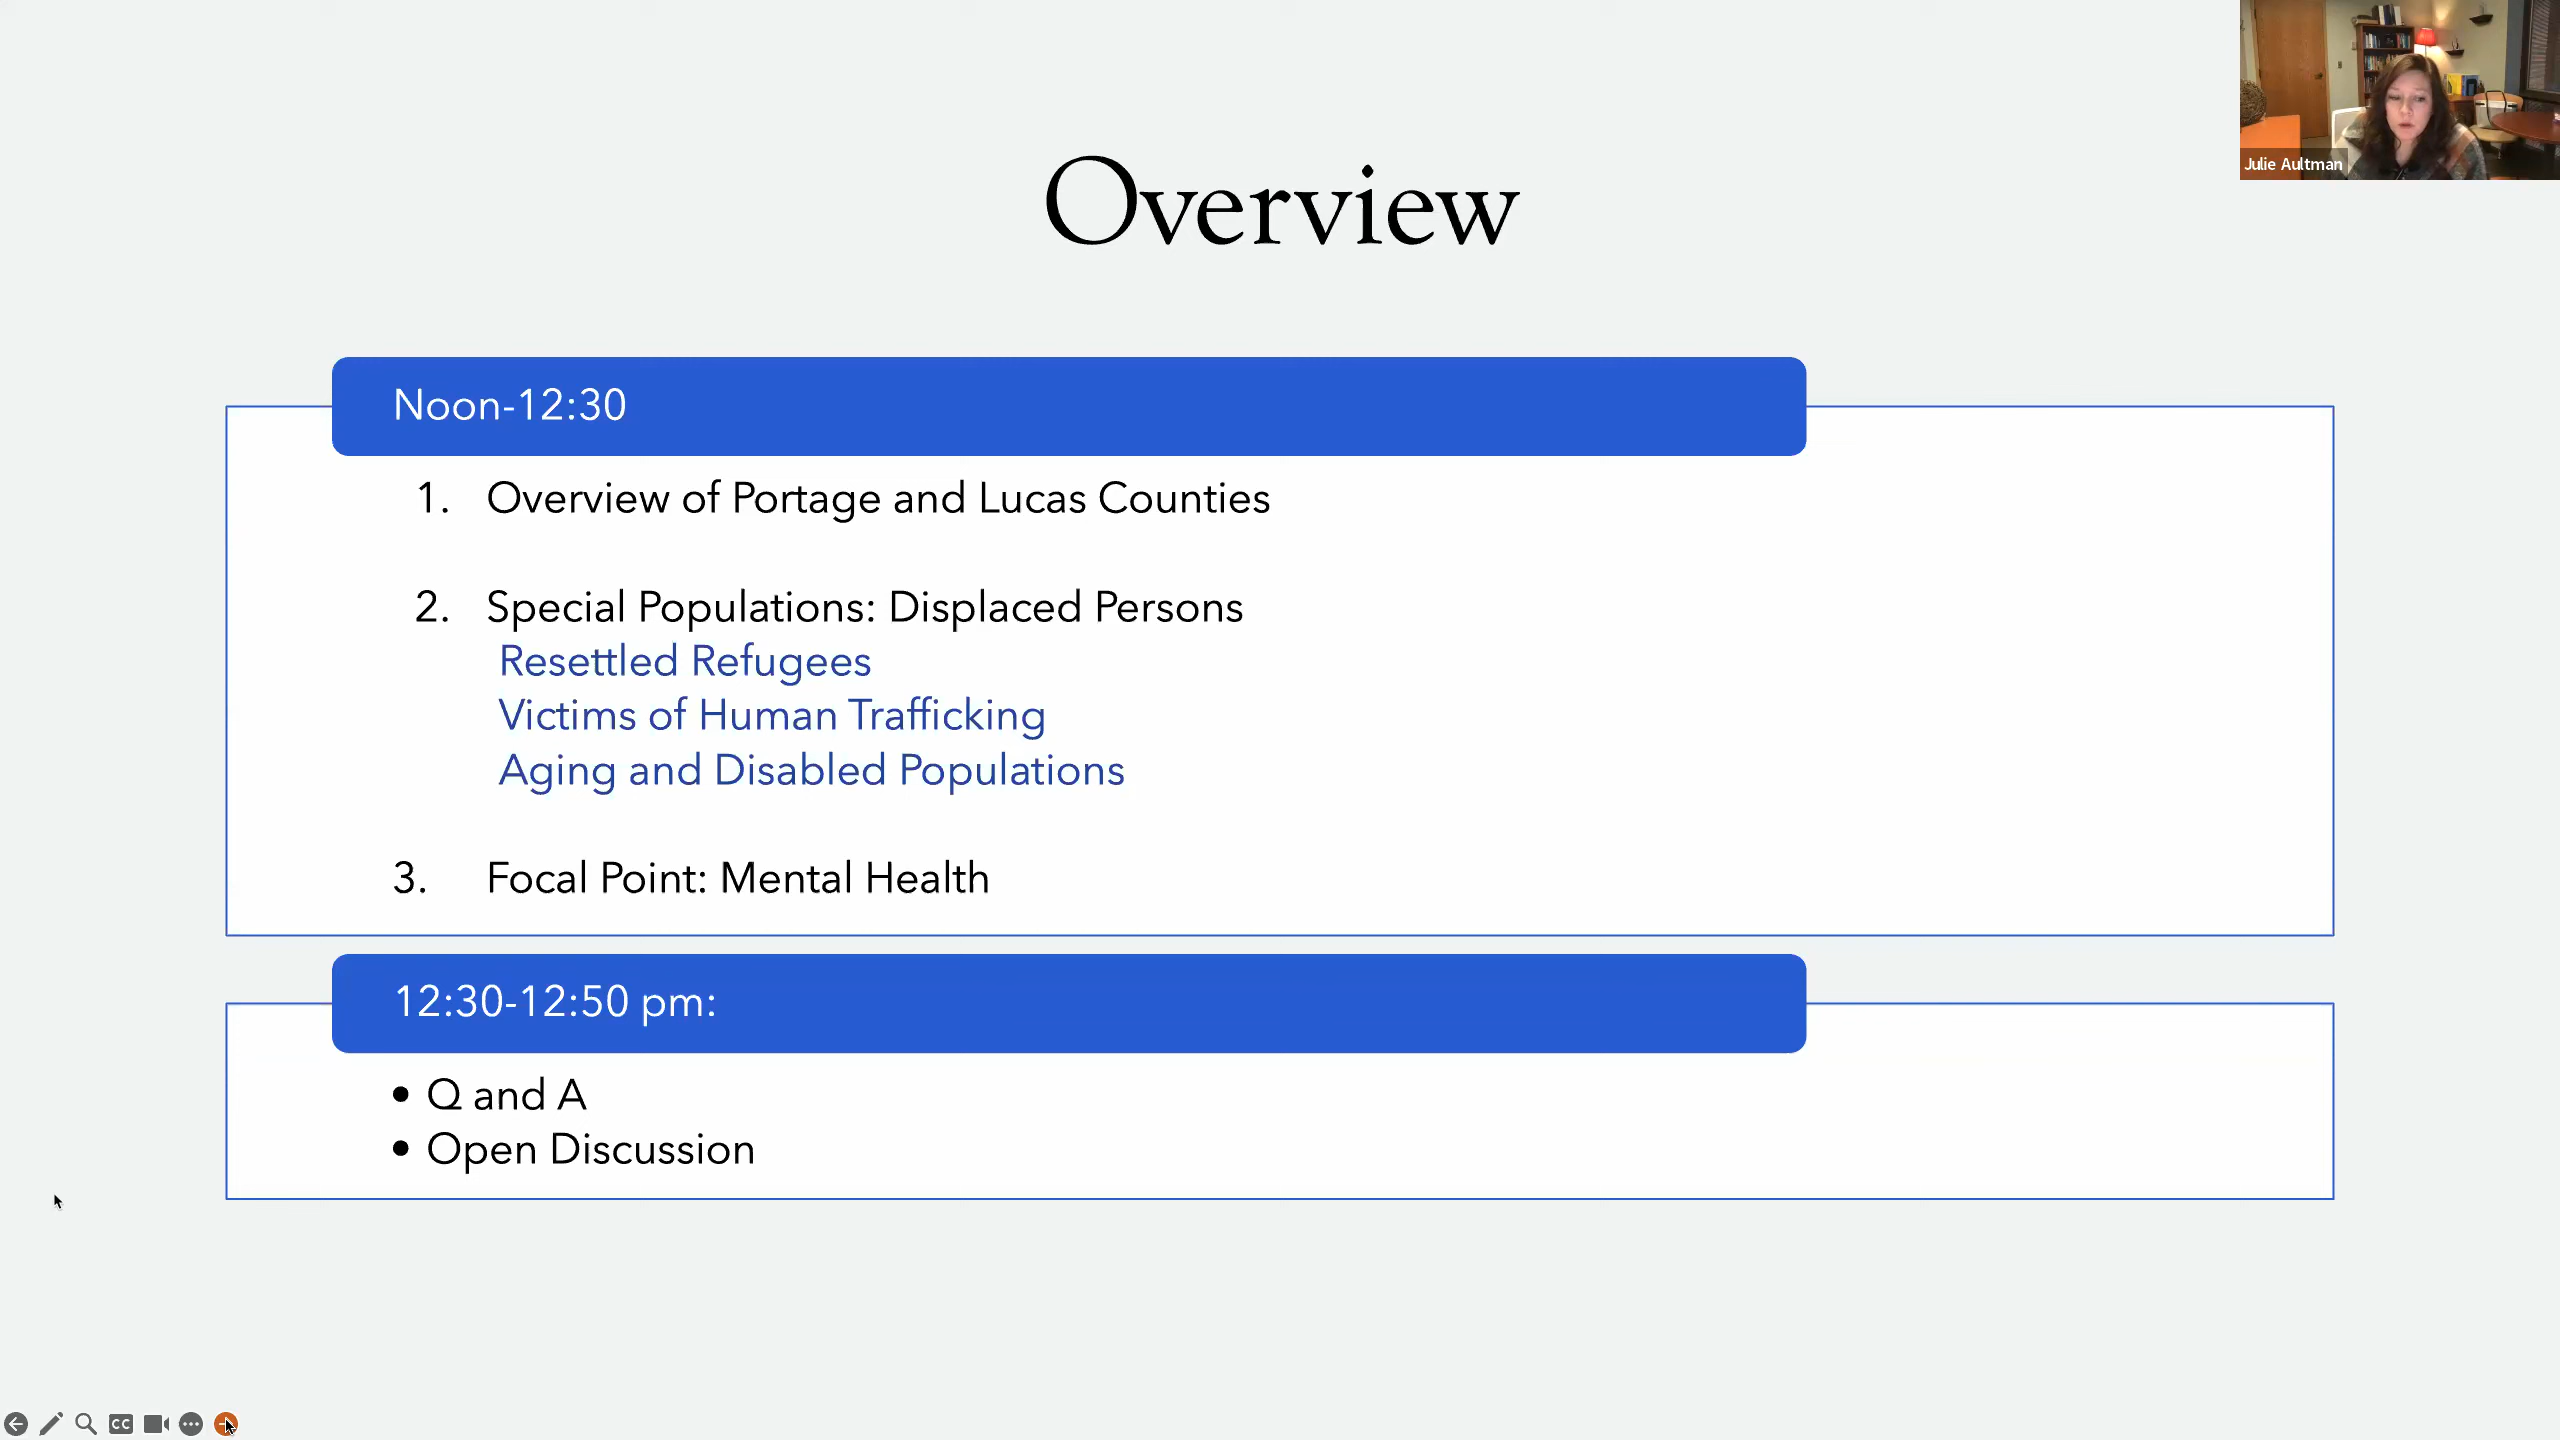 Julie Aultman
Overview
Noon-12:30
1. Overview of Portage and Lucas Counties
2. Special Populations: Displaced Persons
Resettled Refugees
Victims of Human Trafficking
Aging and Disabled Populations
3. Focal Point: Mental Health
12:30-12:50 pm:
• Q and A
• Open Discussion
CC